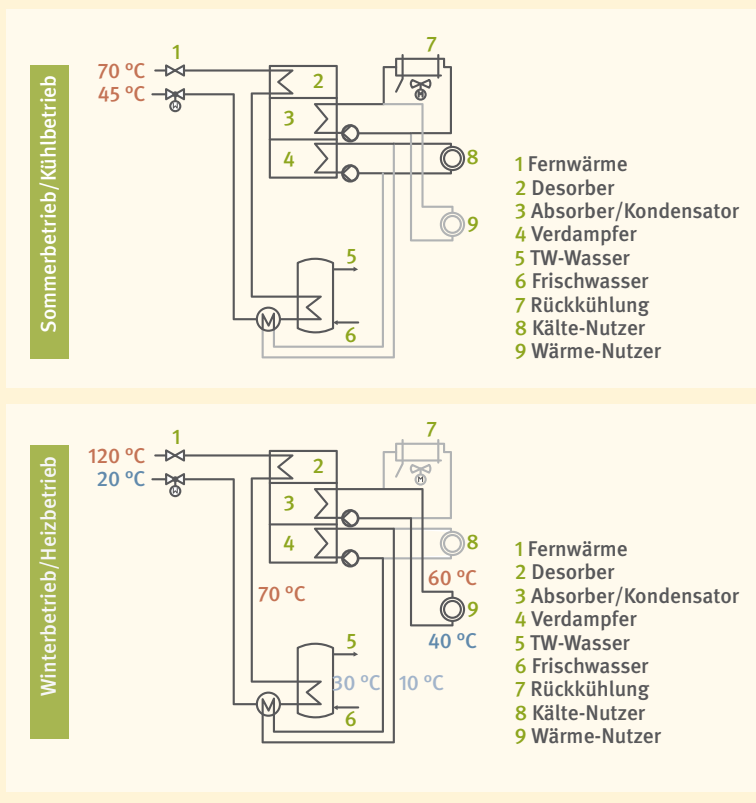 Sommerbetrieb/Kühlbetrieb
1
70 °C
45 °C
W
2
3
4
7
M
8
9
5
6
M
1 Fernwärme
2 Desorber
3 Absorber/Kondensator
4 Verdampfer
5 TW-Wasser
6 Frischwasser
7 Rückkühlung
8 Kälte-Nutzer
9 Wärme-Nutzer
Winterbetrieb/Heizbetrieb
1
120 °C
20 °C
W
2
3
4
7
M
8
60 °C
9
40 °C
70 °C
5
30 °C
10 °C
6
M
1 Fernwärme
2 Desorber
3 Absorber/Kondensator
4 Verdampfer
5 TW-Wasser
6 Frischwasser
7 Rückkühlung
8 Kälte-Nutzer
9 Wärme-Nutzer